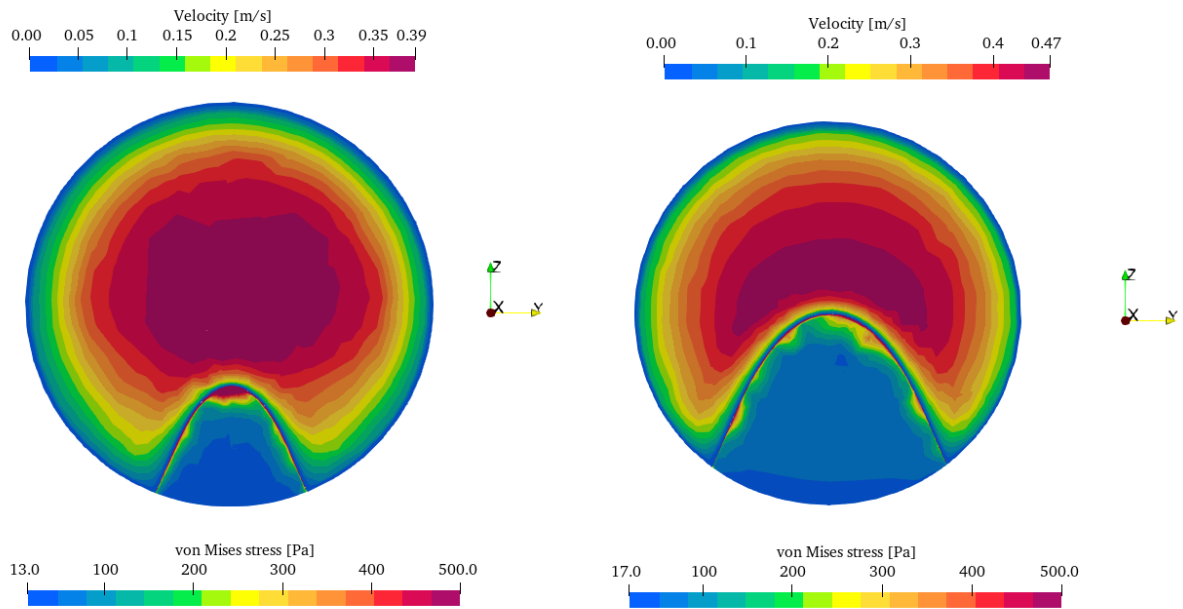 Velocity [m/s]
0.00 0.05 0.1 0.15 0.2 0.25 0.3 0.35 0.39
Z
X
Y
von Mises stress [Pa]
13.0 100 200 300 400 500.0
Velocity [m/s]
0.00 0.1 0.2 0.3 0.4 0.47
Z
X
Y
von Mises stress [Pa]
17.0 100 200 300 400 500.0